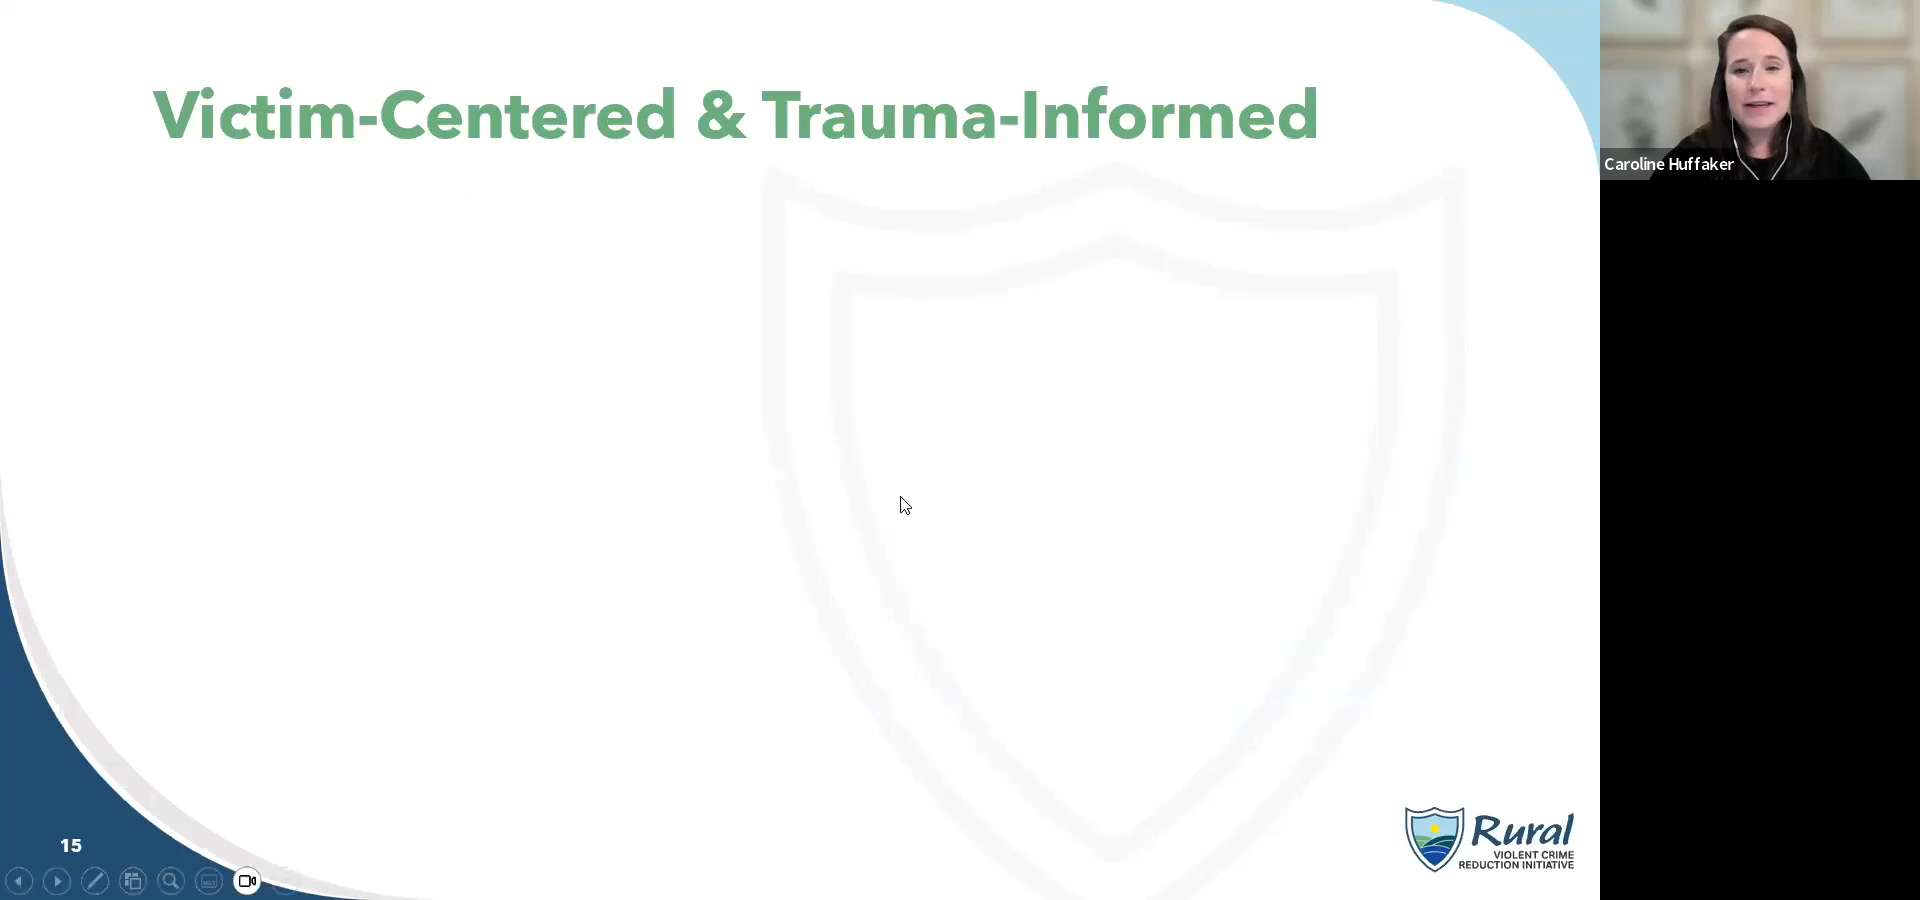 Victim-Centered & Trauma-Informed
Caroline Huffaker
15
Rural
VIOLENT CRIME
REDUCTION INITIATIVE